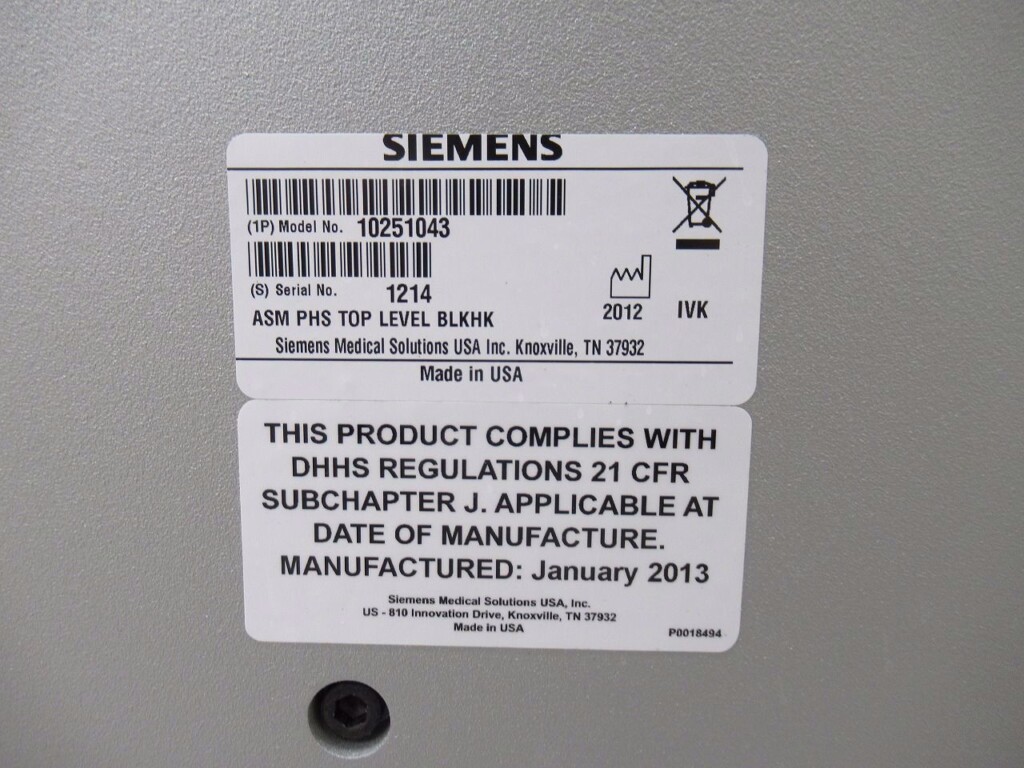 SIEMENS
(1P) Model No. 10251043
(S) Serial No. 1214
2012 IVK
ASM PHS TOP LEVEL BLKHK
Siemens Medical Solutions USA Inc. Knoxville, TN 37932
Made in USA
THIS PRODUCT COMPLIES WITH
DHHS REGULATIONS 21 CFR
SUBCHAPTER J. APPLICABLE AT
DATE OF MANUFACTURE.
MANUFACTURED: January 2013
Siemens Medical Solutions USA, Inc.
US - 810 Innovation Drive, Knoxville, TN 37932
Made in USA
P0018494